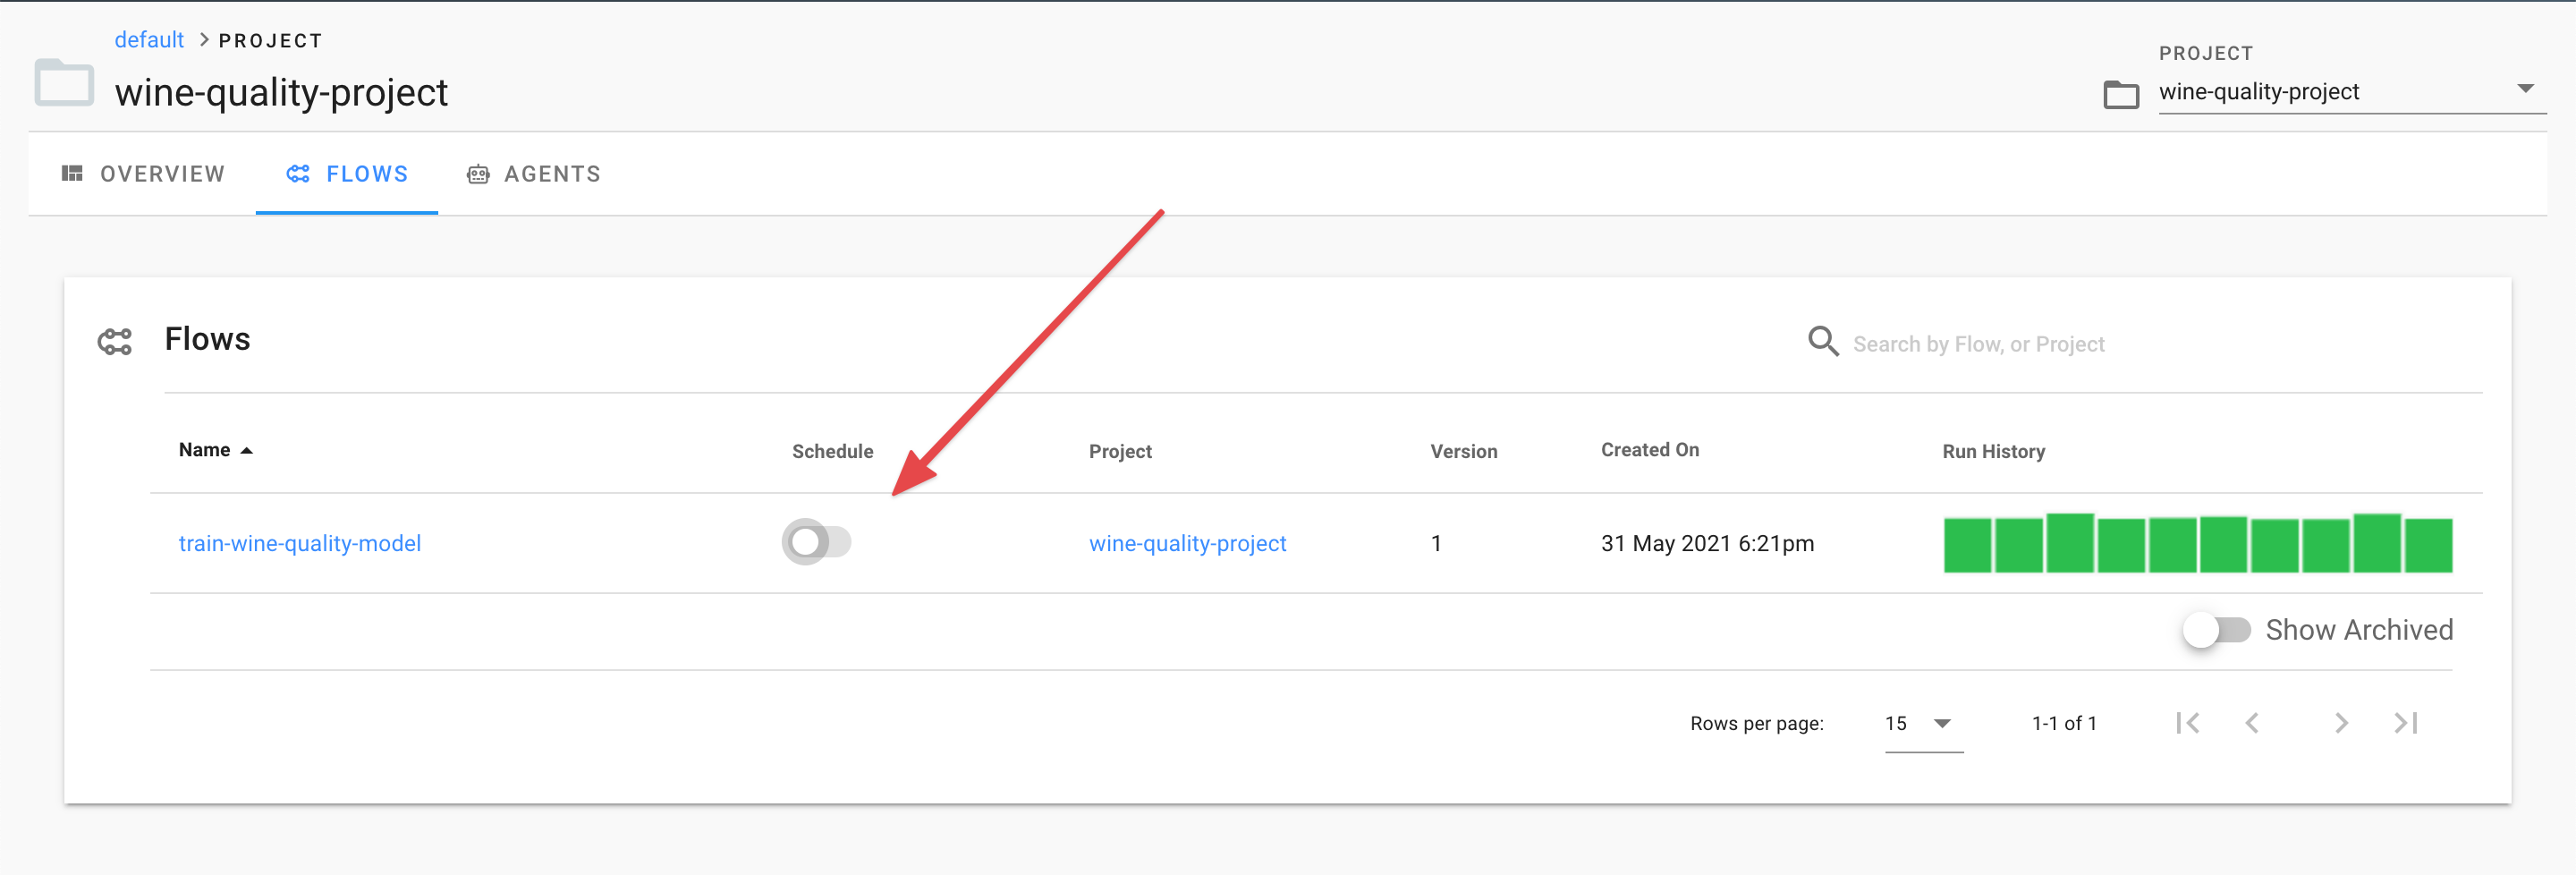 default > PROJECT
wine-quality-project
PROJECT
wine-quality-project
OVERVIEW FLOWS AGENTS
Flows
Search by Flow, or Project
Name Schedule Project Version Created On Run History
train-wine-quality-model wine-quality-project 1 31 May 2021 6:21pm
Show Archived
Rows per page: 15 1-1 of 1